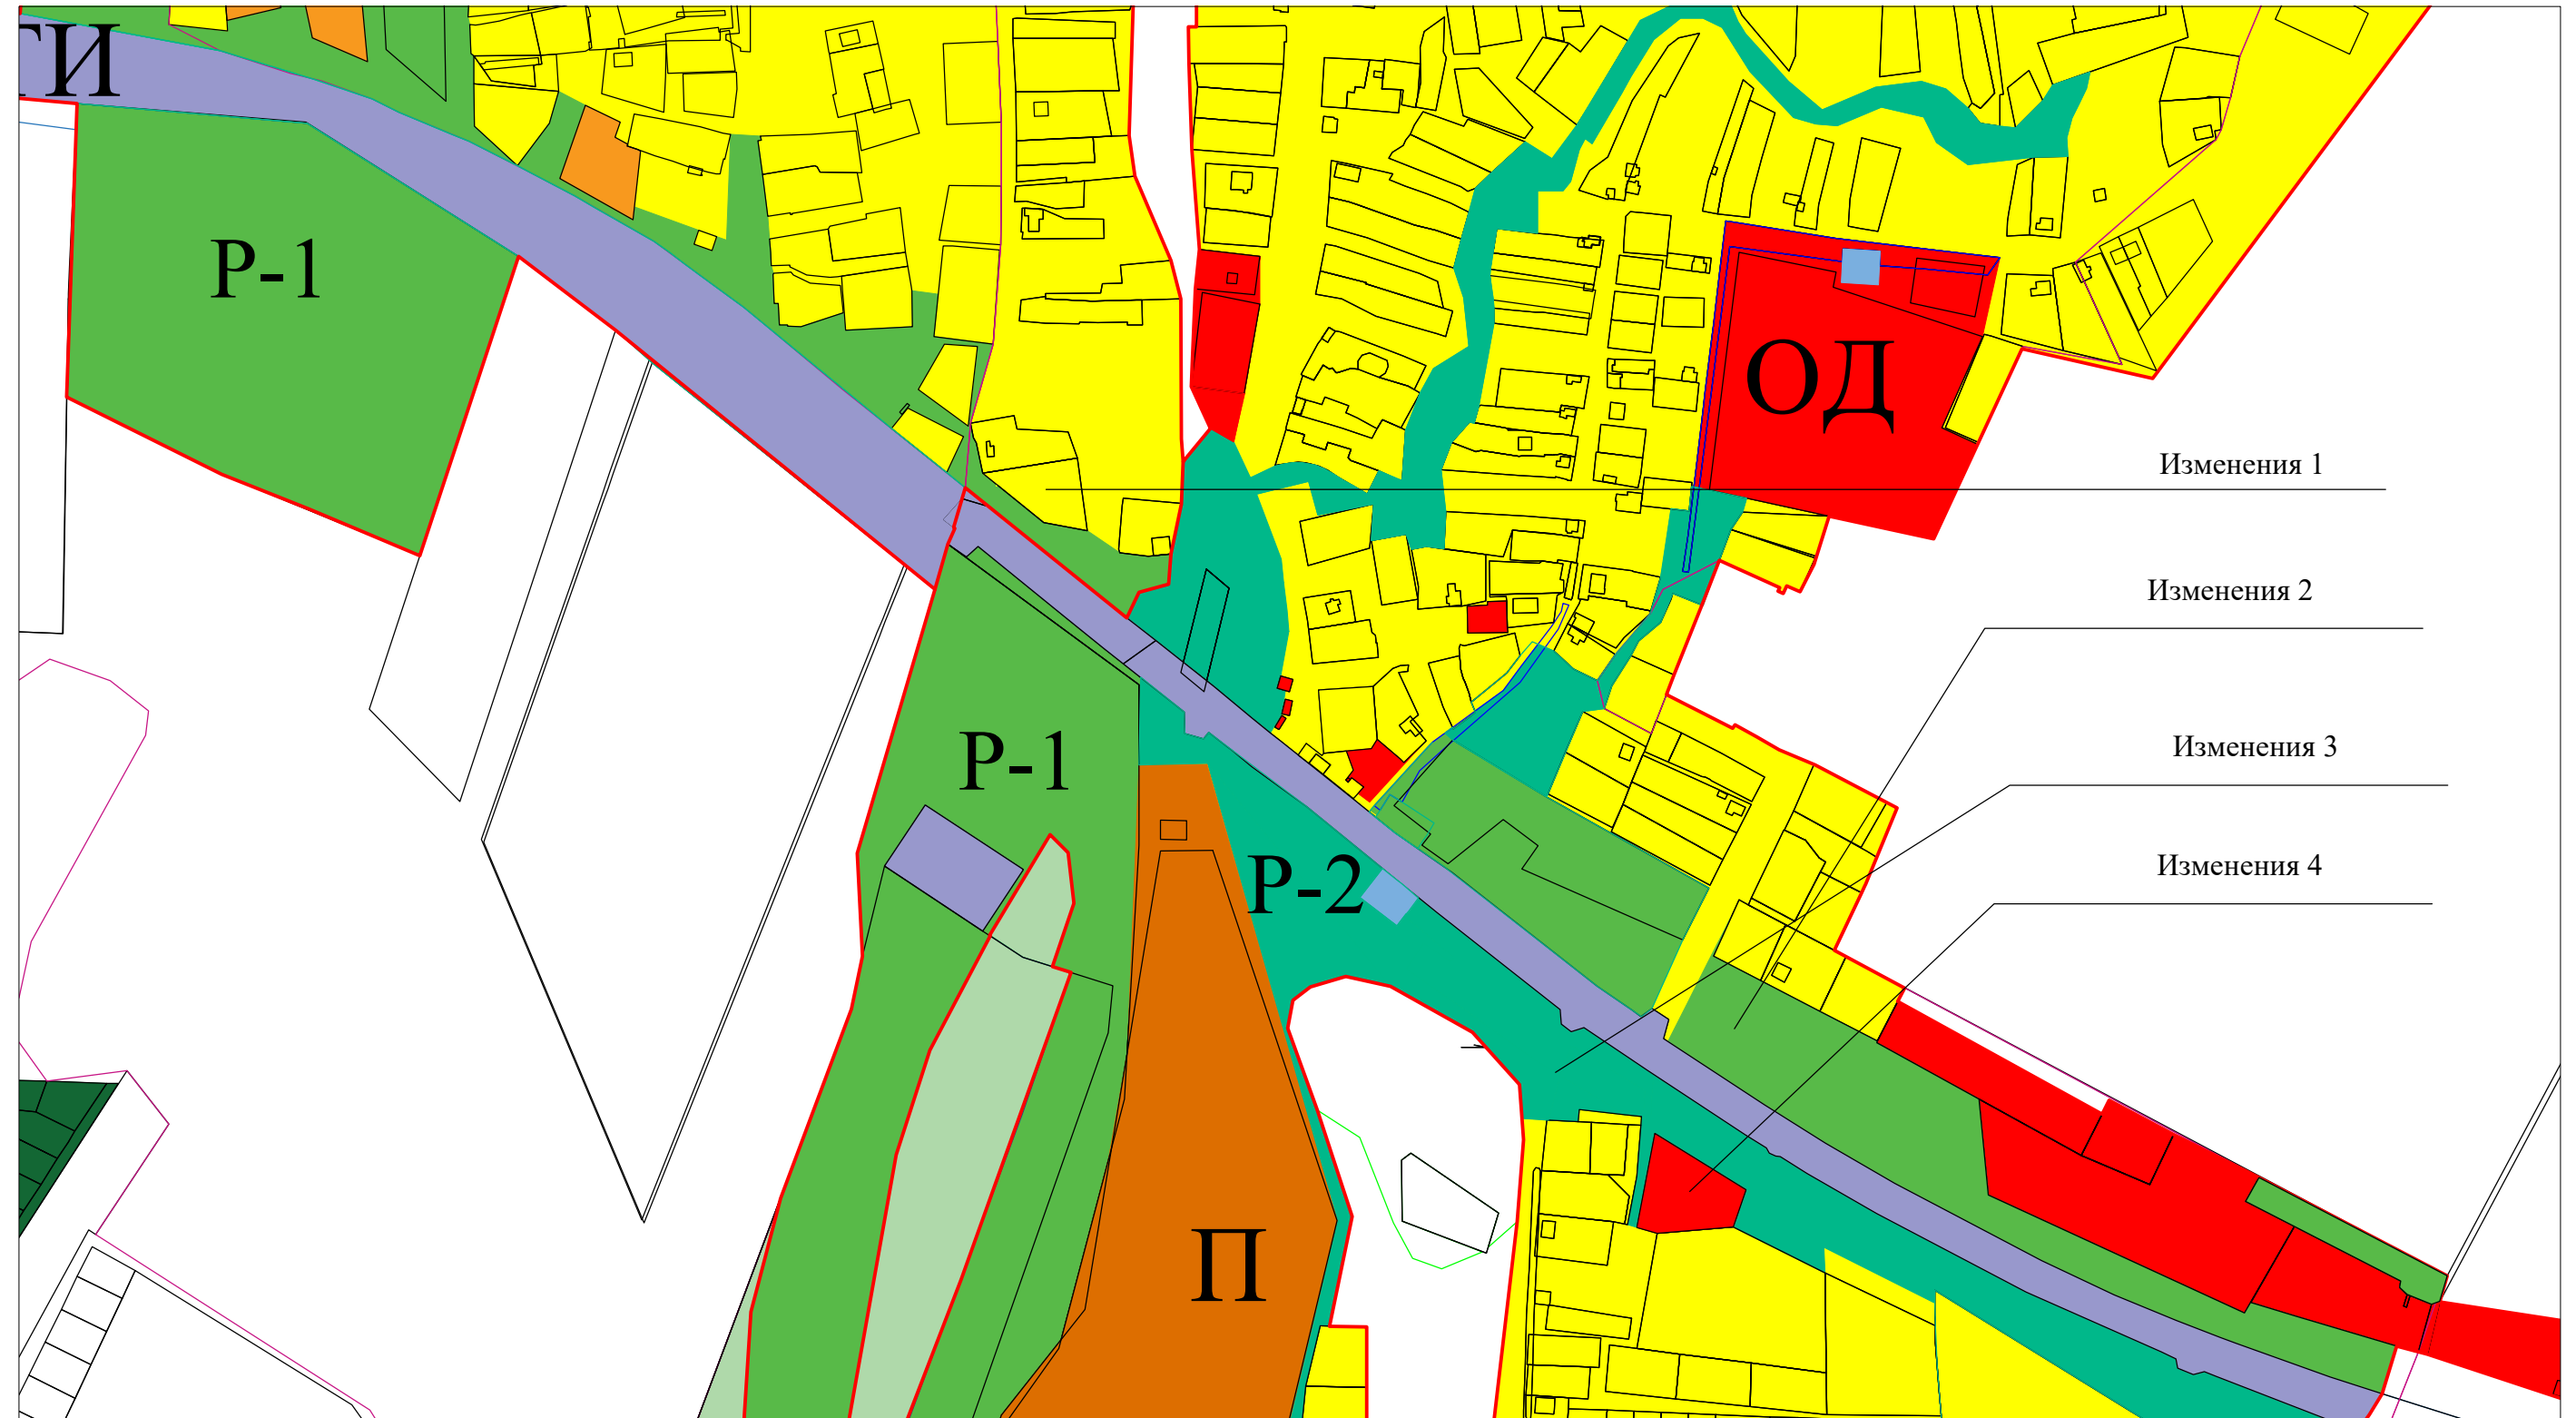 ТИ
Р-1
ОД
Изменения 1
Изменения 2
Изменения 3
Р-1
Р-2
Изменения 4
П